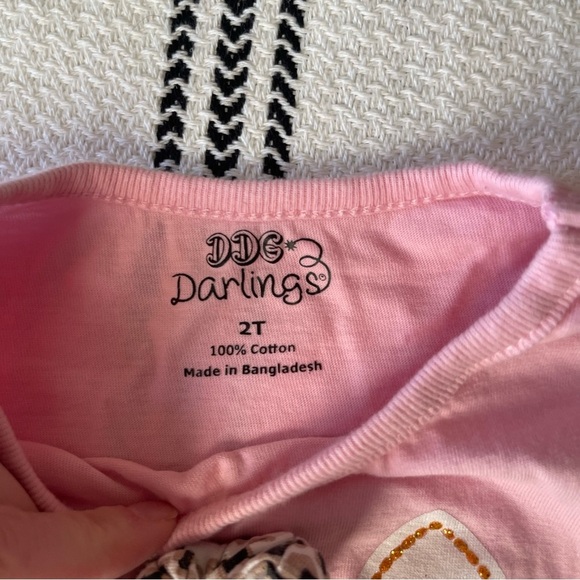 DDG
Darlings
2T
100% Cotton
Made in Bangladesh